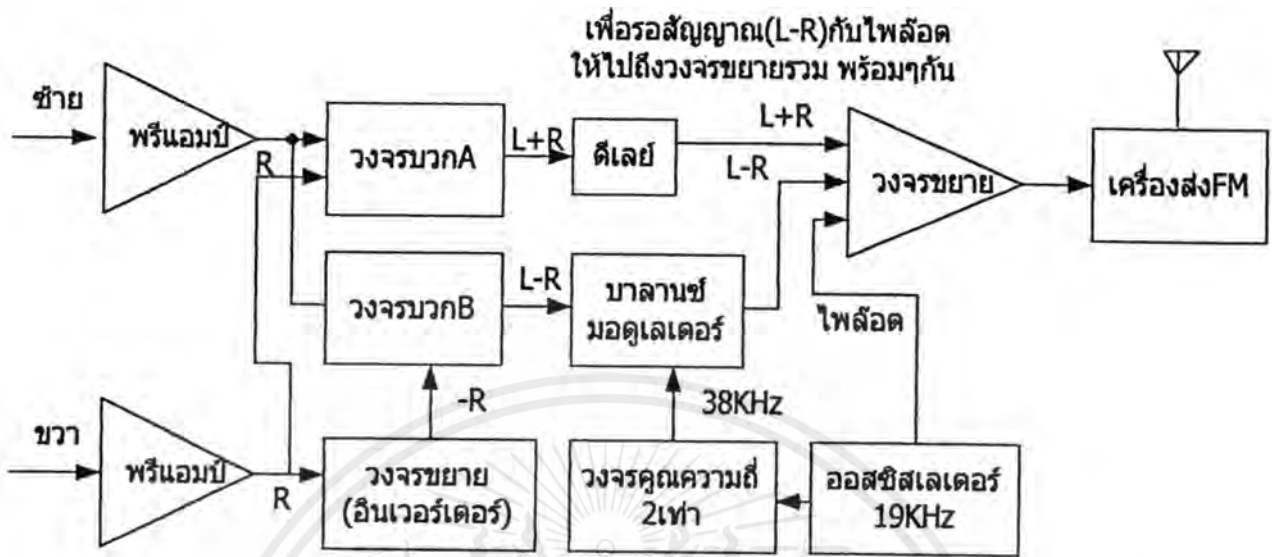 เพื่อรอสัญญาณ(L-R)กับไพล๊อต
ให้ไปถึงวงจรขยายรวม พร้อมๆกัน
ซ้าย
พรีแอมป์
R
วงจรบวกA
L+R
ดีเลย์
L+R
L-R
วงจรขยาย
เครื่องส่งFM
วงจรบวกB
L-R
บาลานซ์
มอดูเลเตอร์
ไพล๊อต
-R
38KHz
ขวา
พรีแอมป์
R
วงจรขยาย
(อินเวอร์เตอร์)
วงจรคูณความถี่
2เท่า
ออสซิสเลเตอร์
19KHz